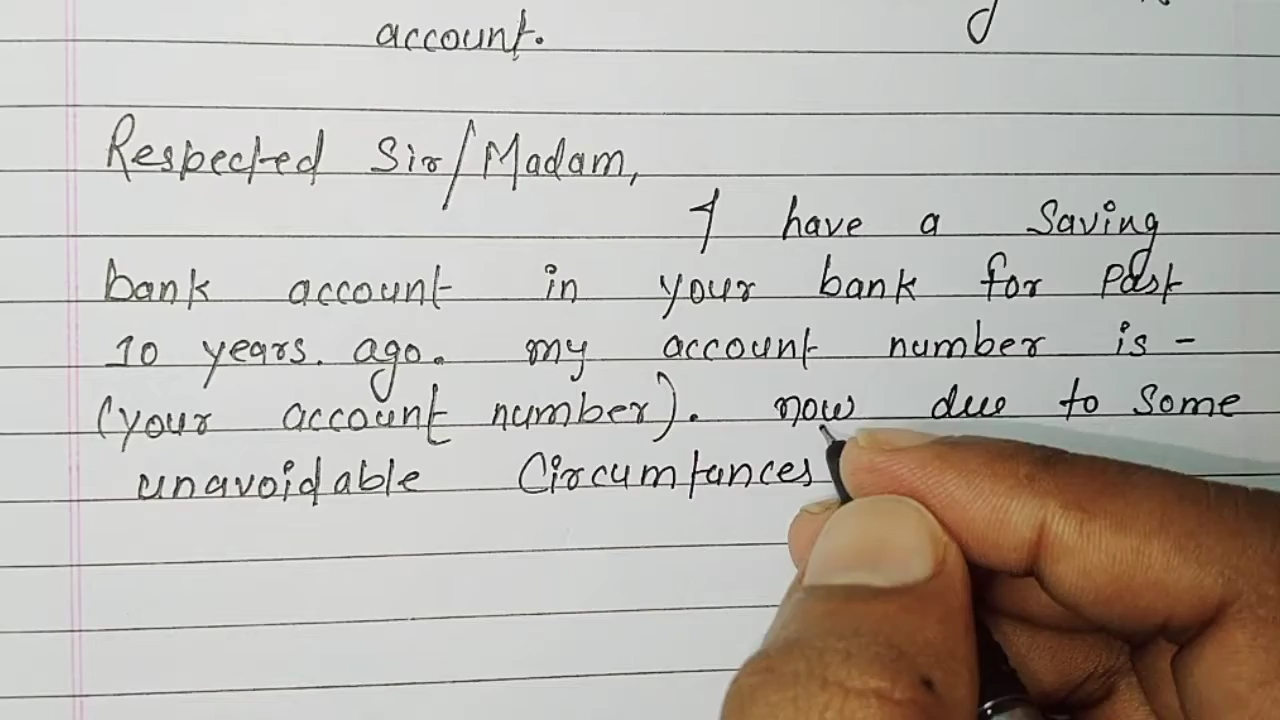 account.
Respected Sir/Madam,
I have a Saving
bank account in your bank for past
10 years. ago. my account number is -
(your account number). now due to some
unavoidable Circumtances